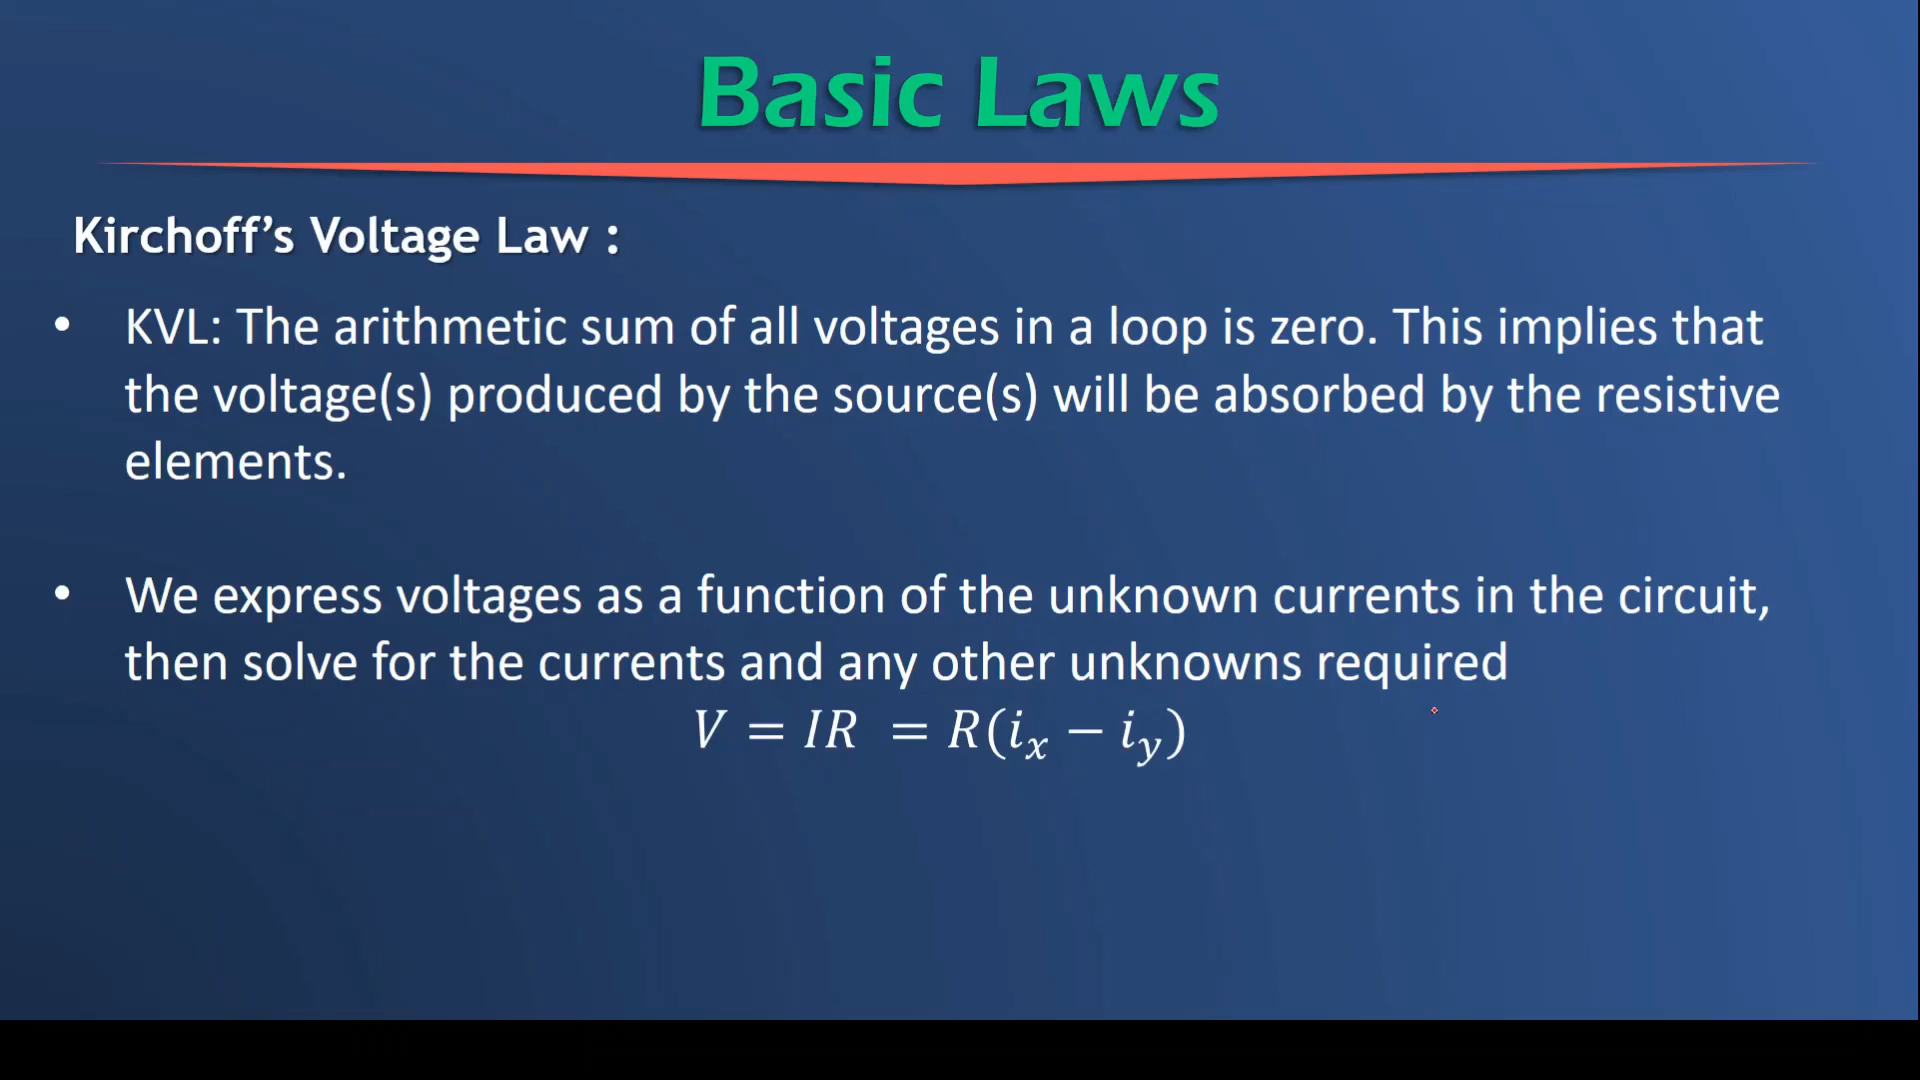 Basic Laws
Kirchoff’s Voltage Law :
• KVL: The arithmetic sum of all voltages in a loop is zero. This implies that
the voltage(s) produced by the source(s) will be absorbed by the resistive
elements.
• We express voltages as a function of the unknown currents in the circuit,
then solve for the currents and any other unknowns required
V = IR = R(iₓ − i_y)